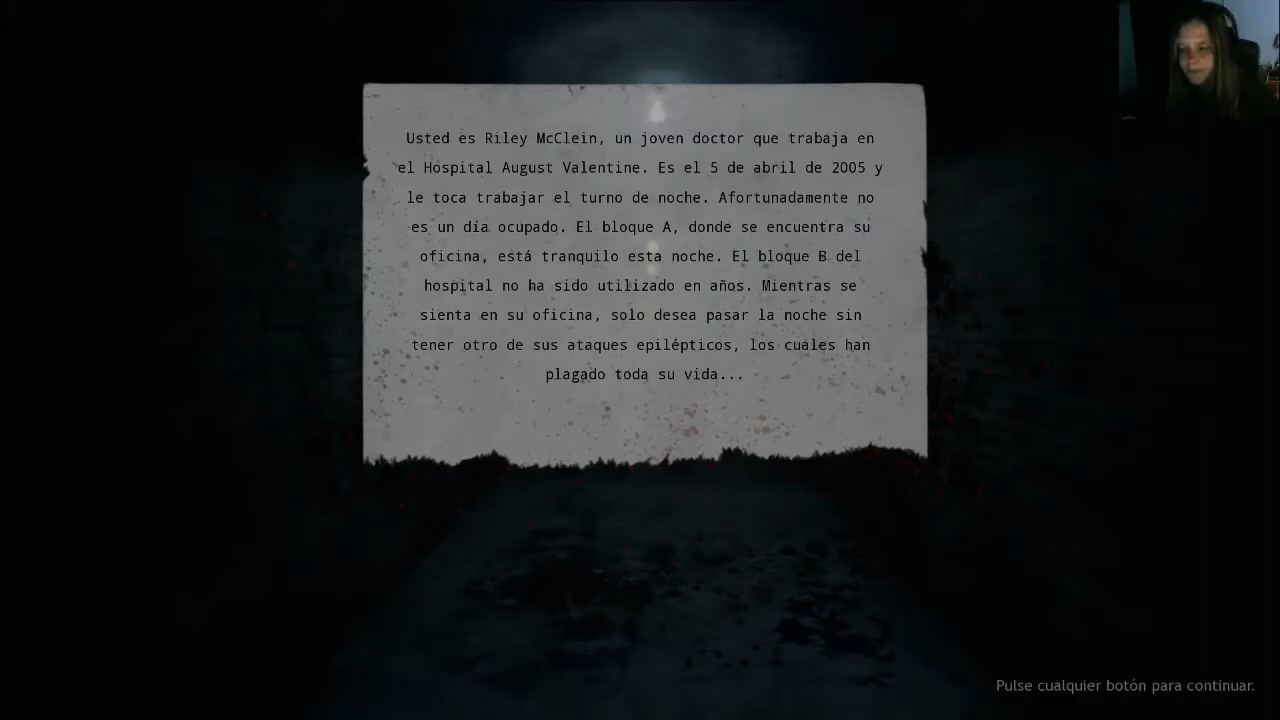 Usted es Riley McClein, un joven doctor que trabaja en
el Hospital August Valentine. Es el 5 de abril de 2005 y
le toca trabajar el turno de noche. Afortunadamente no
es un día ocupado. El bloque A, donde se encuentra su
oficina, está tranquilo esta noche. El bloque B del
hospital no ha sido utilizado en años. Mientras se
sienta en su oficina, solo desea pasar la noche sin
tener otro de sus ataques epilépticos, los cuales han
plagado toda su vida...
Pulse cualquier botón para continuar.